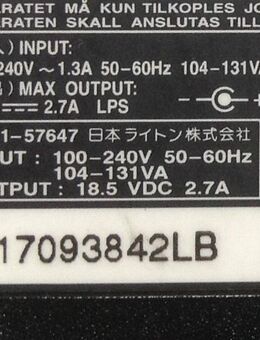 ARATET MÅ KUN TILKOPLES JO
RATEN SKALL ANSLUTAS TILL
) INPUT:
240V ~ 1.3A 50-60Hz 104-131VA
) MAX OUTPUT:
2.7A LPS
1-57647 日本ライトン株式会社
UT : 100-240V 50-60Hz
104-131VA
TPUT : 18.5 VDC 2.7A
17093842LB